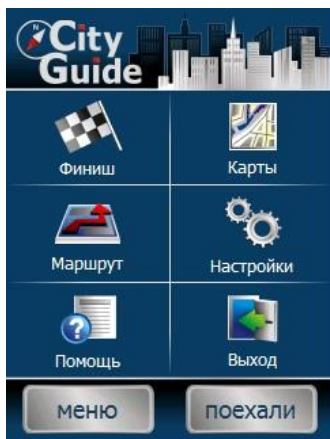 N
City
Guide
Финиш
Карты
Маршрут
Настройки
Помощь
Выход
меню
поехали